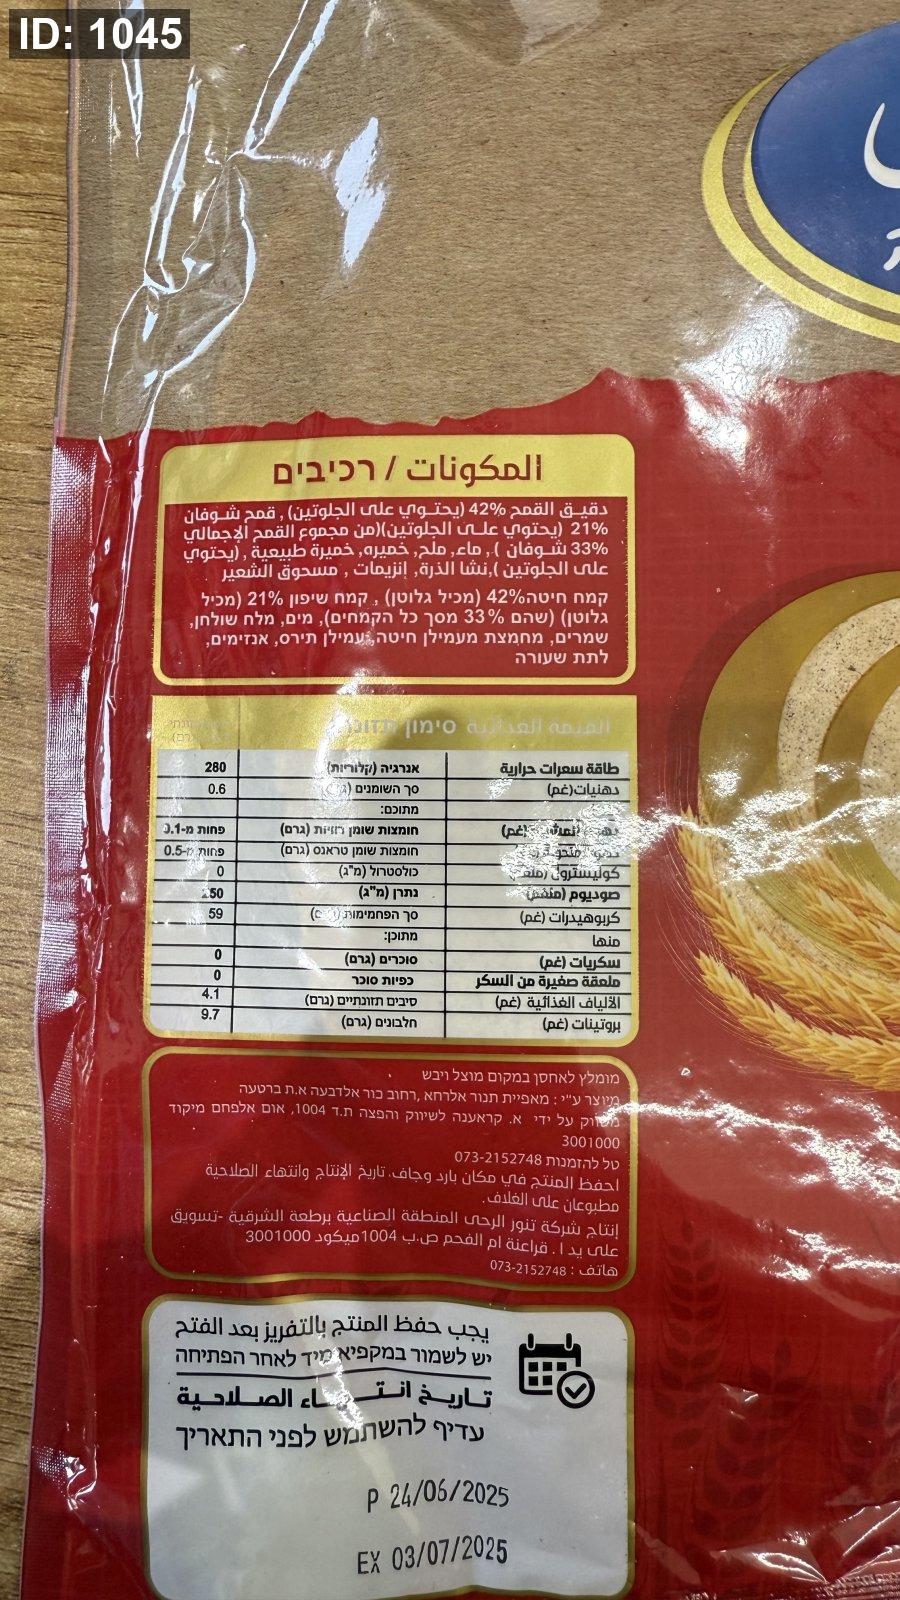 ID: 1045
المكونات / רכיבים
دقيق القمح 42% (يحتوي على الجلوتين) , قمح شوفان
21% (يحتوي على الجلوتين)(من مجموع القمح الإجمالي
33% شوفان ), ماء, ملح, خميره, خميرة طبيعية , (يحتوي
على الجلوتين ),نشا الذرة, إنزيمات , مسحوق الشعير
קמח חיטה42% (מכיל גלוטן) , קמח שיפון 21% (מכיל
גלוטן) (שהם 33% מסך כל הקמחים), מים, מלח שולחן,
שמרים, מחמצת מעמילן חיטה, עמילן תירס, אנזימים,
לתת שעורה
القيمه الغذائية סימון
طاقة سعرات حرارية אנרגיה (קלוריות) 280
دهنيات(غم) סך השומנים 0.6
מתוכם:
חומצות שומן רוויות (גרם) פחות מ-0.1
חומצות שומן טראנס (גרם) פחות מ-0.5
كوليسترول כולסטרול (מ"ג) 0
صوديوم (ملغم) נתרן (מ"ג) 250
كربوهيدرات (غم) סך הפחמימות 59
منها מתוכן:
سكريات (غم) סוכרים (גרם) 0
ملعقة صغيرة من السكر כפיות סוכר 0
الألياف الغذائية (غم) סיבים תזונתיים (גרם) 4.1
بروتينات (غم) חלבונים (גרם) 9.7
מומלץ לאחסן במקום מוצל ויבש
מיוצר ע"י : מאפיית תנור אלרחא ,רחוב כור אלדבעה א.ת ברטעה
משווק על ידי א. קראענה לשיווק והפצה ת.ד 1004, אום אלפחם מיקוד
3001000
טל להזמנות 073-2152748
احفظ المنتج في مكان بارد وجاف. تاريخ الإنتاج وانتهاء الصلاحية
مطبوعان على الغلاف.
إنتاج شركة تنور الرحى المنطقة الصناعية برطعة الشرقية -تسويق
على يد ا . قراعنة ام الفحم ص.ب 1004ميكود 3001000
هاتف : 073-2152748
يجب حفظ المنتج بالتفريز بعد الفتح
יש לשמור במקפיא מיד לאחר הפתיחה
تاريخ انتهاء الصلاحية
עדיף להשתמש לפני התאריך
P 24/06/2025
EX 03/07/2025